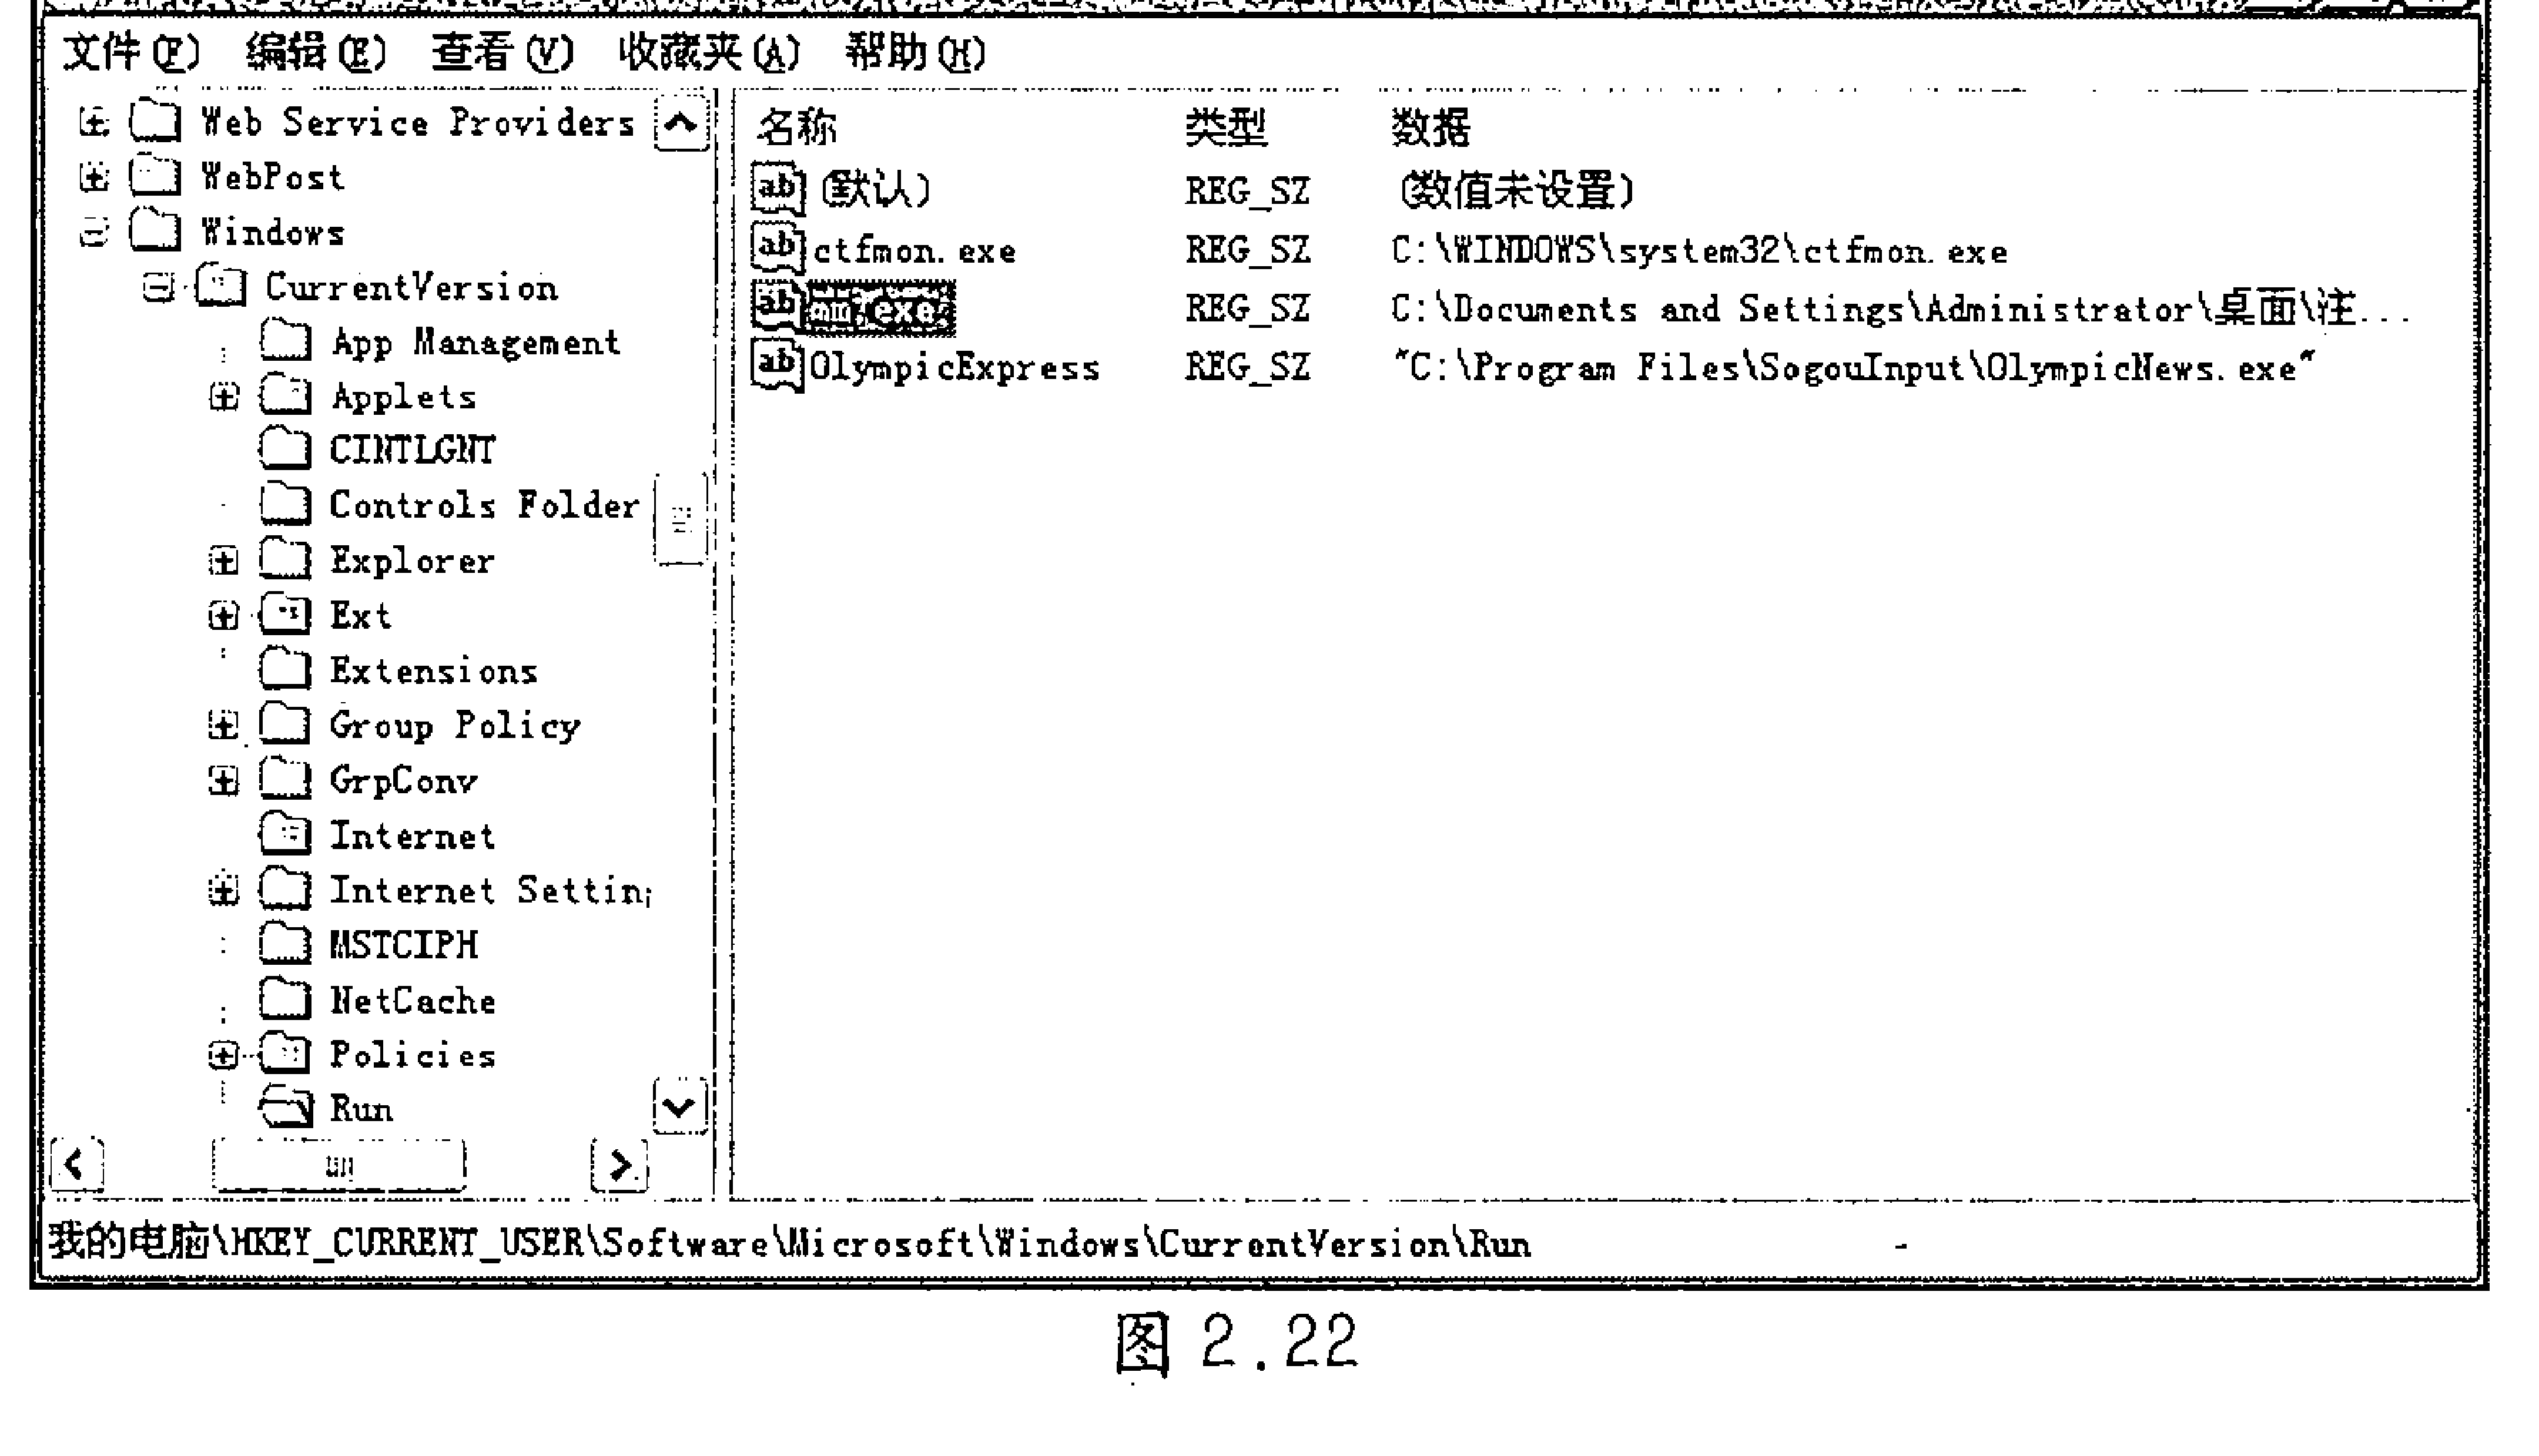 文件(F) 编辑(E) 查看(V) 收藏夹(A) 帮助(H)
Web Service Providers
WebPost
Windows
CurrentVersion
App Management
Applets
CINTLGNT
Controls Folder
Explorer
Ext
Extensions
Group Policy
GrpConv
Internet
Internet Settin
MSTCIPH
NetCache
Policies
Run
名称 类型 数据
(默认) REG_SZ (数值未设置)
ctfmon.exe REG_SZ C:\WINDOWS\system32\ctfmon.exe
.exe REG_SZ C:\Documents and Settings\Administrator\桌面\注...
OlympicExpress REG_SZ "C:\Program Files\SogouInput\OlympicNews.exe"
我的电脑\HKEY_CURRENT_USER\Software\Microsoft\Windows\CurrentVersion\Run
图 2.22